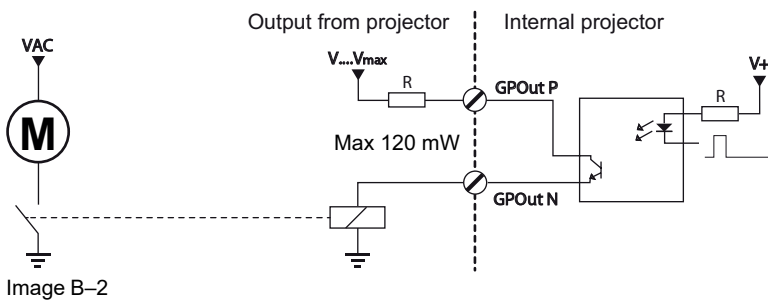 Output from projector
Internal projector
VAC
V....Vmax
V+
R
GPOut P
R
M
Max 120 mW
GPOut N
Image B–2